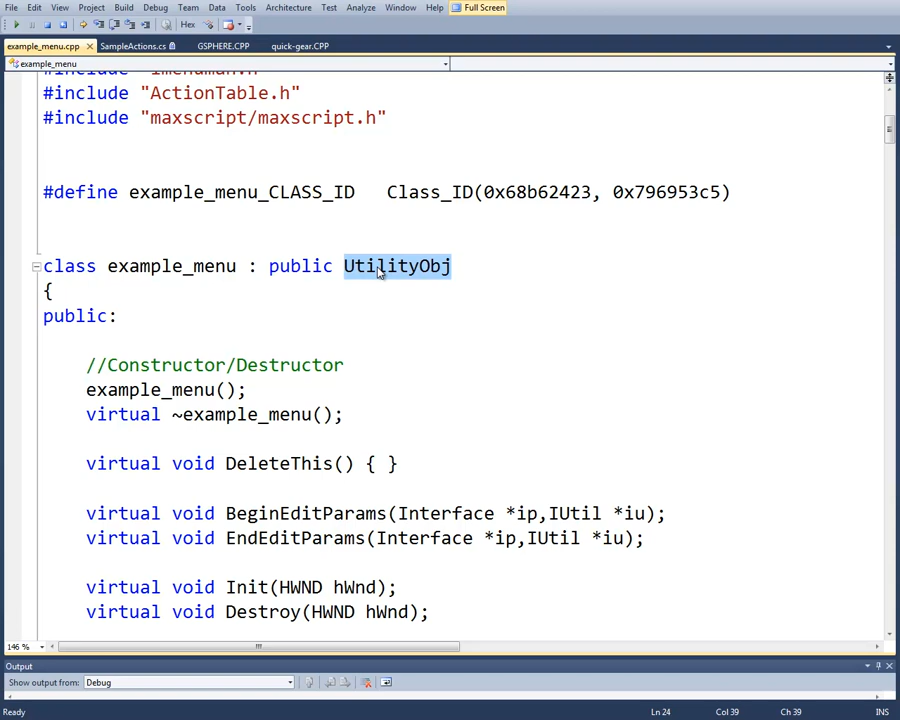 File Edit View Project Build Debug Team Data Tools Architecture Test Analyze Window Help Full Screen
Hex
example_menu.cpp SampleActions.cs GSPHERE.CPP quick-gear.CPP
example_menu
#include "imenuman.h"
#include "ActionTable.h"
#include "maxscript/maxscript.h"
#define example_menu_CLASS_ID Class_ID(0x68b62423, 0x796953c5)
class example_menu : public UtilityObj
{
public:
//Constructor/Destructor
example_menu();
virtual ~example_menu();
virtual void DeleteThis() { }
virtual void BeginEditParams(Interface *ip,IUtil *iu);
virtual void EndEditParams(Interface *ip,IUtil *iu);
virtual void Init(HWND hWnd);
virtual void Destroy(HWND hWnd);
146 %
Output
Show output from: Debug
Ready Ln 24 Col 39 Ch 39 INS